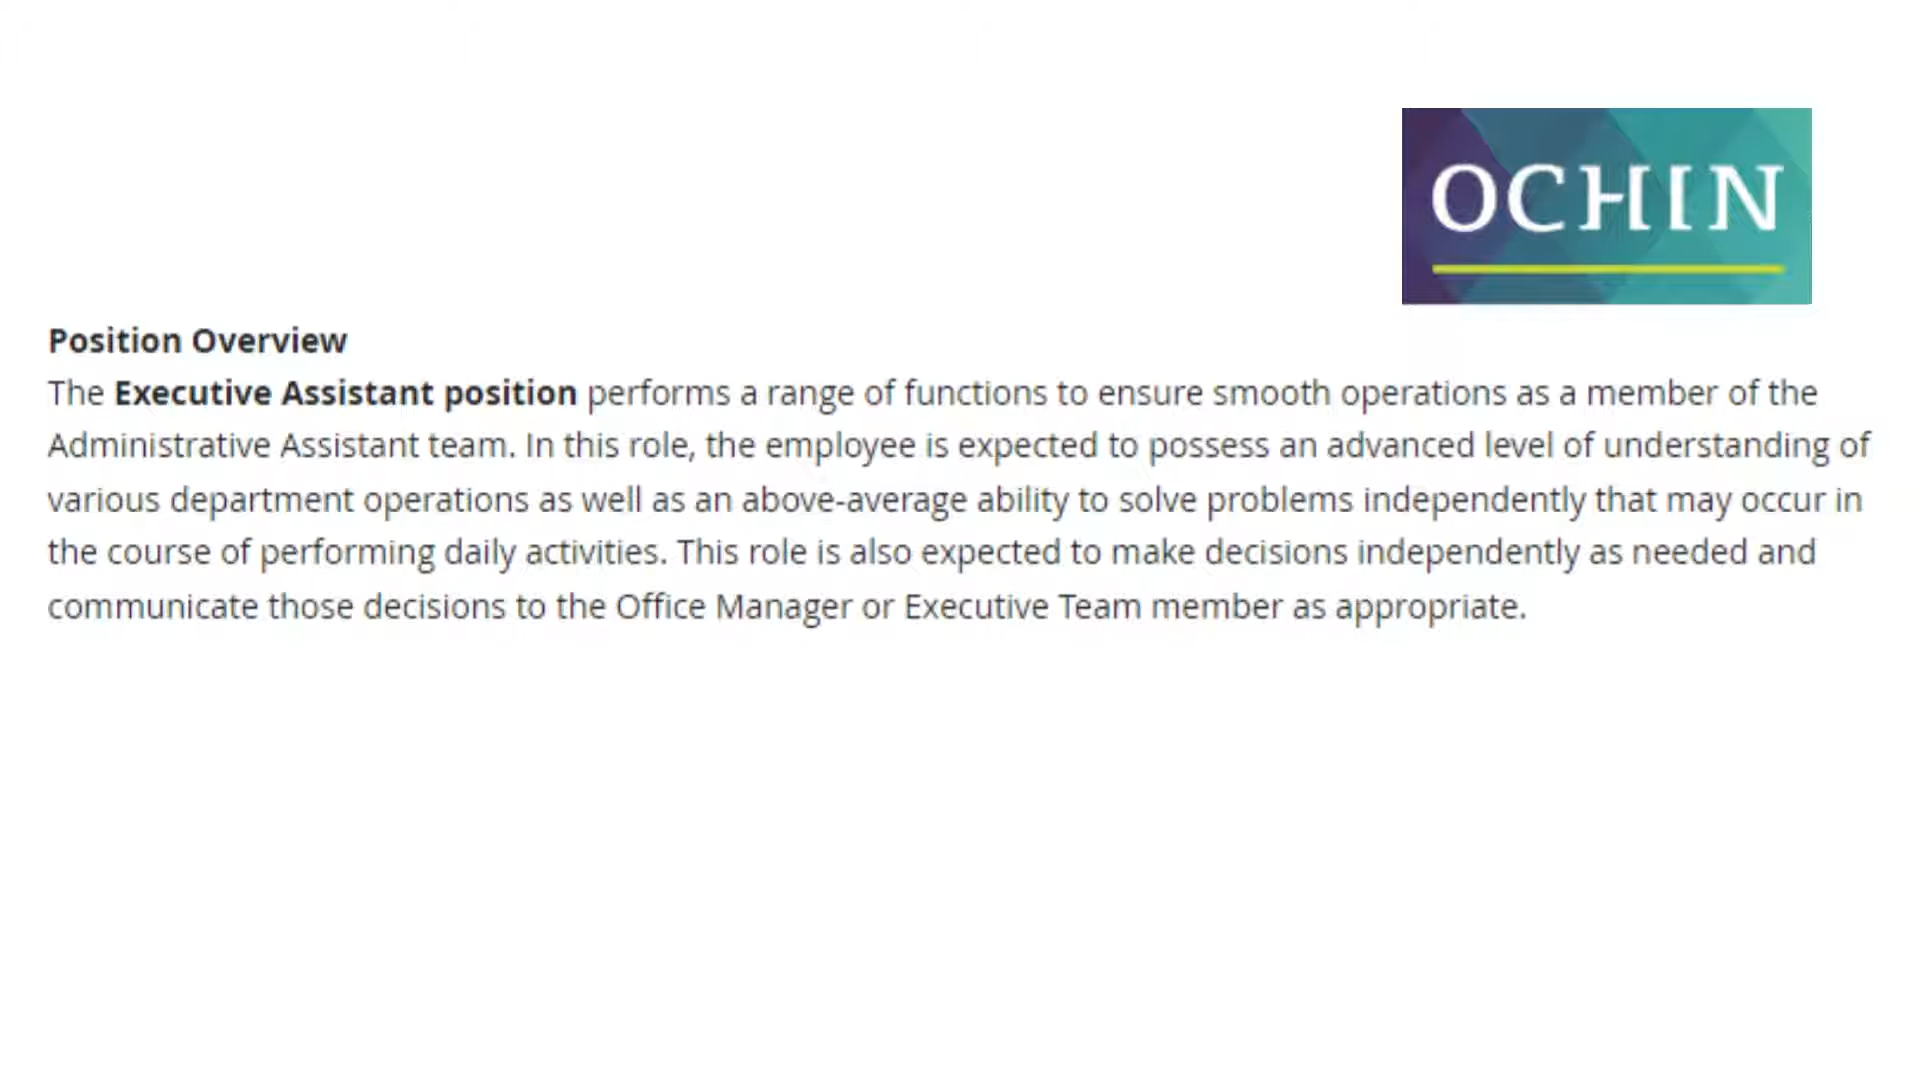 OCHIN
Position Overview
The Executive Assistant position performs a range of functions to ensure smooth operations as a member of the
Administrative Assistant team. In this role, the employee is expected to possess an advanced level of understanding of
various department operations as well as an above-average ability to solve problems independently that may occur in
the course of performing daily activities. This role is also expected to make decisions independently as needed and
communicate those decisions to the Office Manager or Executive Team member as appropriate.